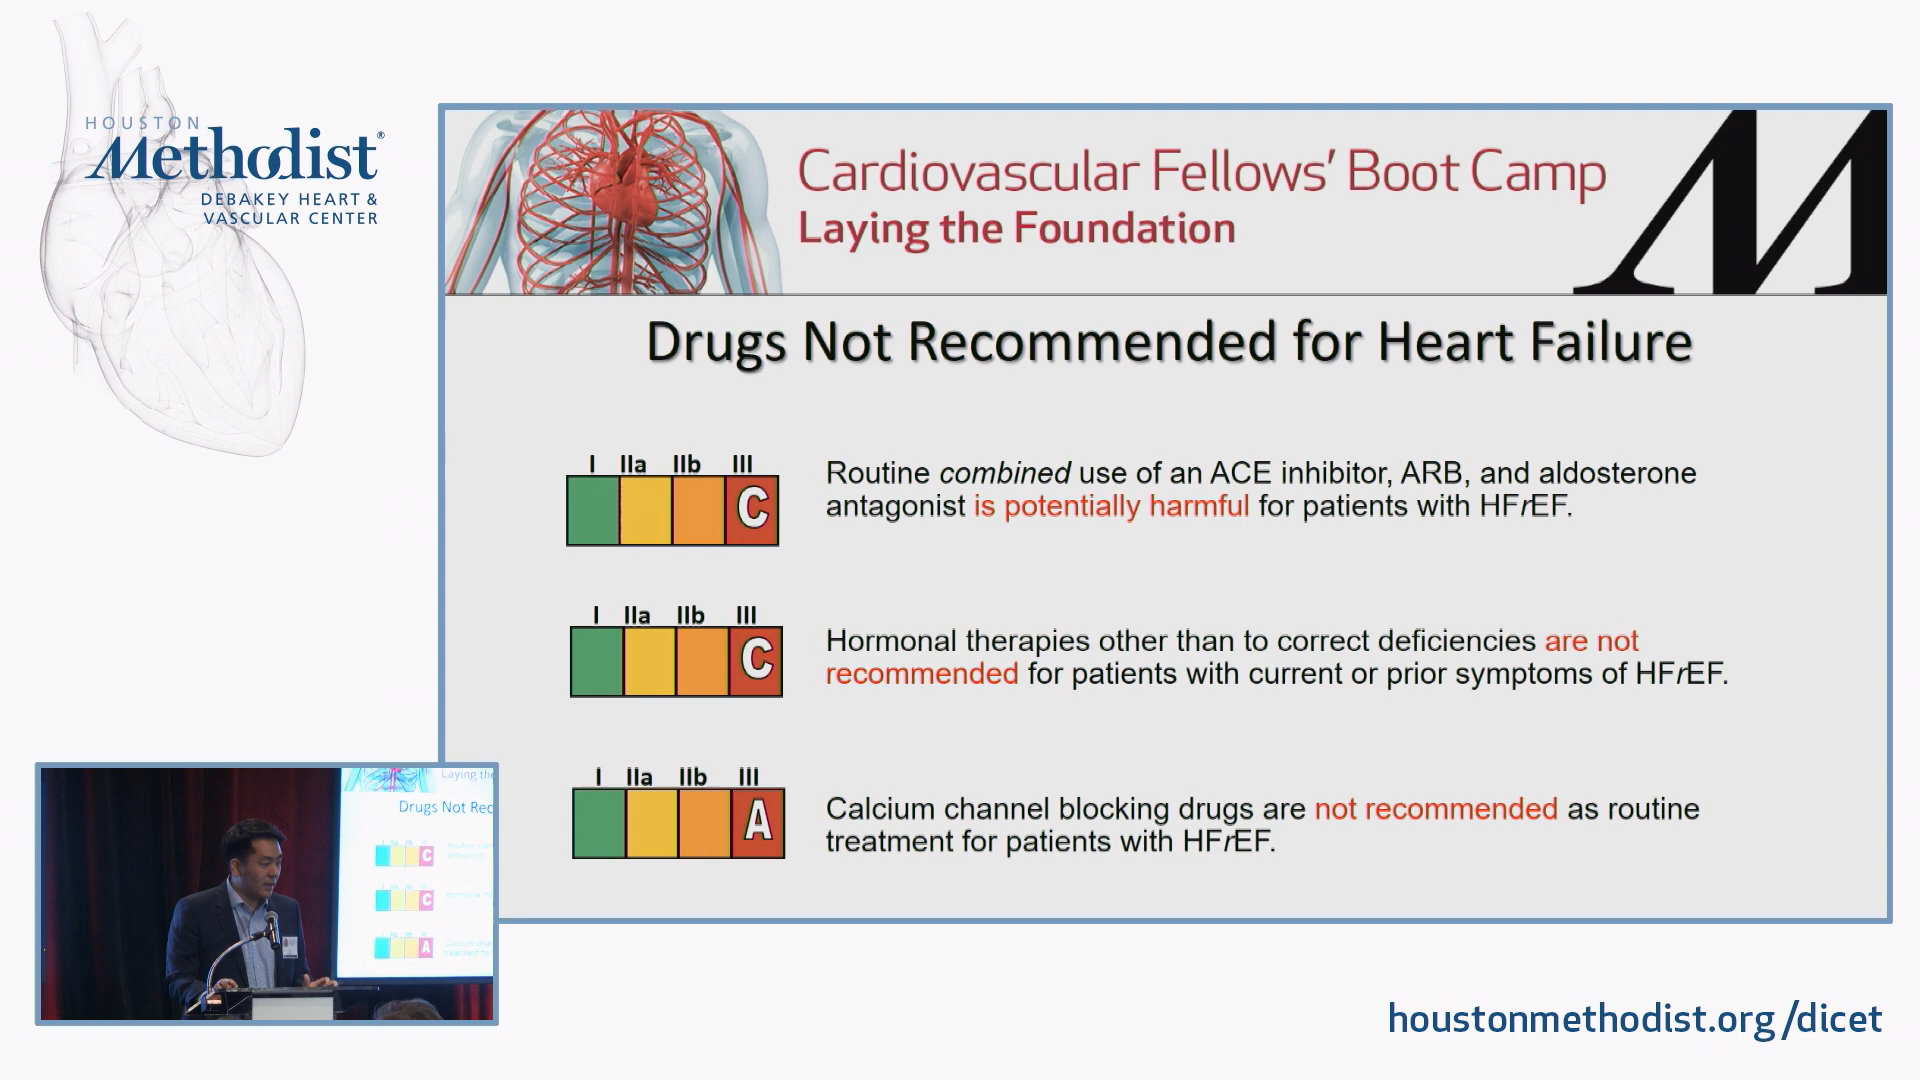 HOUSTON
Methodist®
DEBAKEY HEART &
VASCULAR CENTER
Cardiovascular Fellows' Boot Camp
Laying the Foundation
M
Drugs Not Recommended for Heart Failure
I IIa IIb III
C
Routine combined use of an ACE inhibitor, ARB, and aldosterone
antagonist is potentially harmful for patients with HFrEF.
I IIa IIb III
C
Hormonal therapies other than to correct deficiencies are not
recommended for patients with current or prior symptoms of HFrEF.
I IIa IIb III
A
Calcium channel blocking drugs are not recommended as routine
treatment for patients with HFrEF.
Laying the
Drugs Not Rec
C
C
A
houstonmethodist.org/dicet